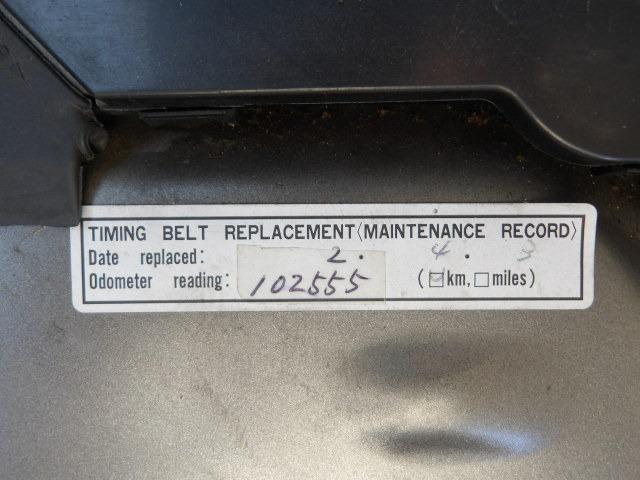 TIMING BELT REPLACEMENT〈MAINTENANCE RECORD〉
Date replaced: 2. 4. 3
Odometer reading: 102555 (☑km,☐miles)